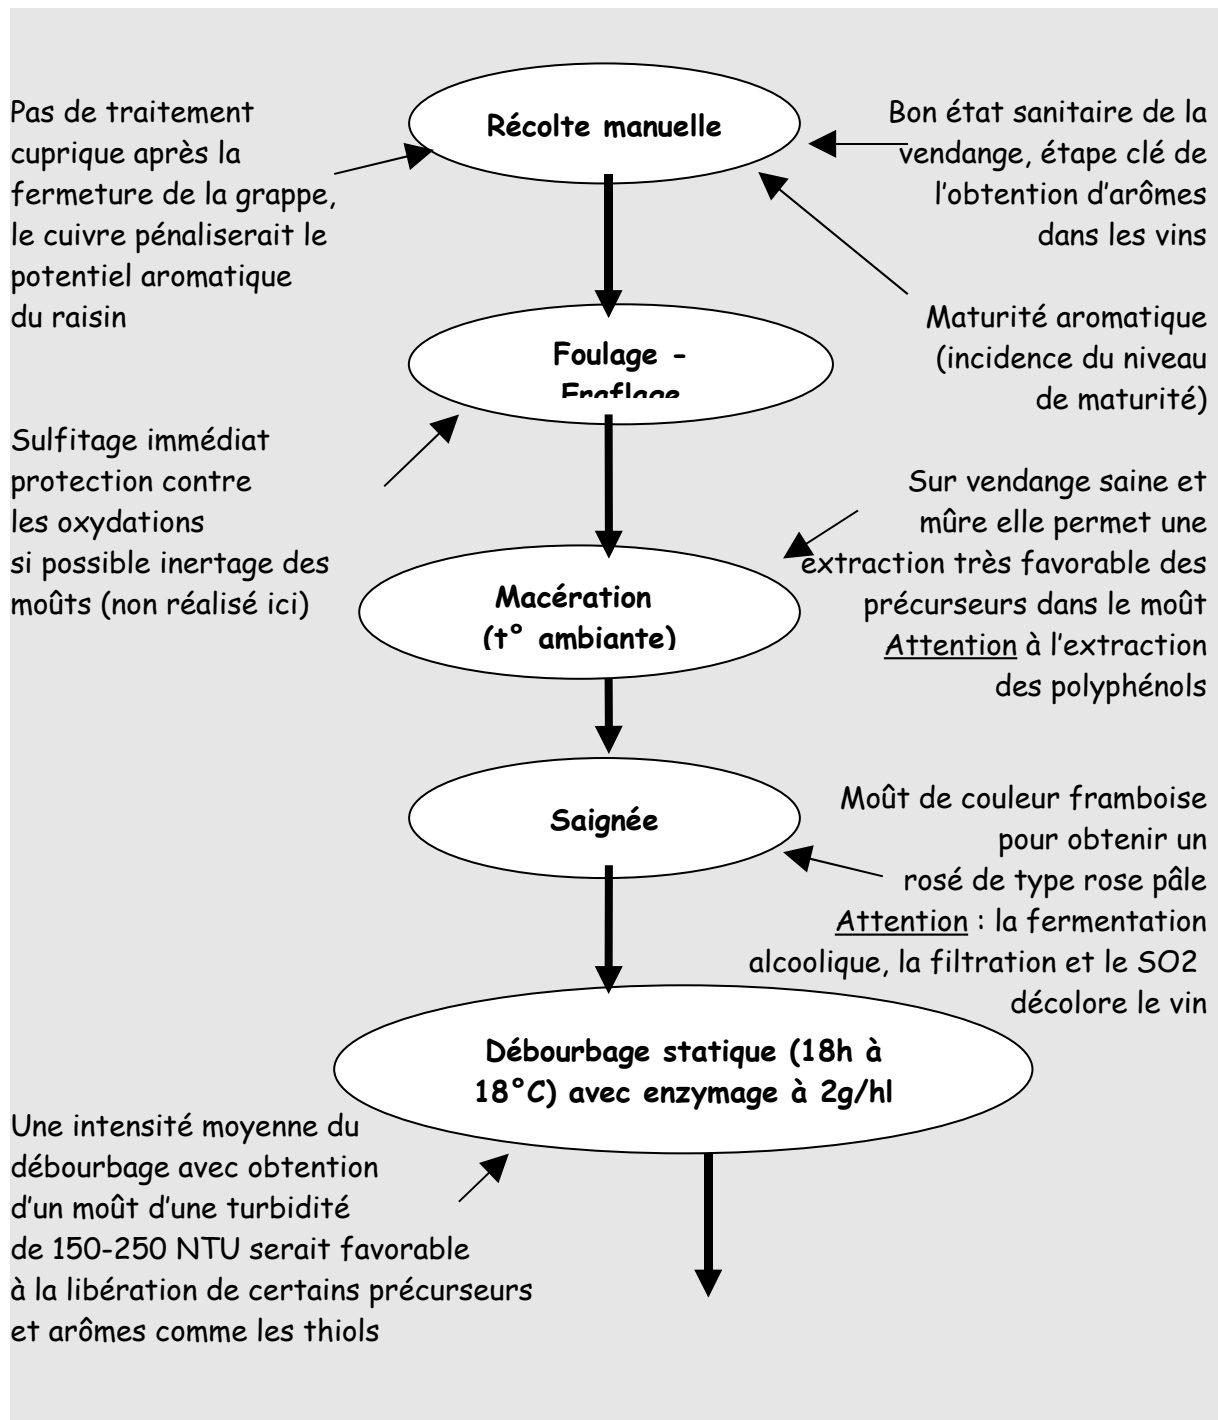 Récolte manuelle
Pas de traitement
cuprique après la
fermeture de la grappe,
le cuivre pénaliserait le
potentiel aromatique
du raisin
Bon état sanitaire de la
vendange, étape clé de
l'obtention d'arômes
dans les vins
Maturité aromatique
(incidence du niveau
de maturité)
Foulage -
Eraflage
Sulfitage immédiat
protection contre
les oxydations
si possible inertage des
moûts (non réalisé ici)
Macération
(t° ambiante)
Sur vendange saine et
mûre elle permet une
extraction très favorable des
précurseurs dans le moût
Attention à l'extraction
des polyphénols
Saignée
Moût de couleur framboise
pour obtenir un
rosé de type rose pâle
Attention : la fermentation
alcoolique, la filtration et le SO2
décolore le vin
Débourbage statique (18h à
18°C) avec enzymage à 2g/hl
Une intensité moyenne du
débourbage avec obtention
d'un moût d'une turbidité
de 150-250 NTU serait favorable
à la libération de certains précurseurs
et arômes comme les thiols